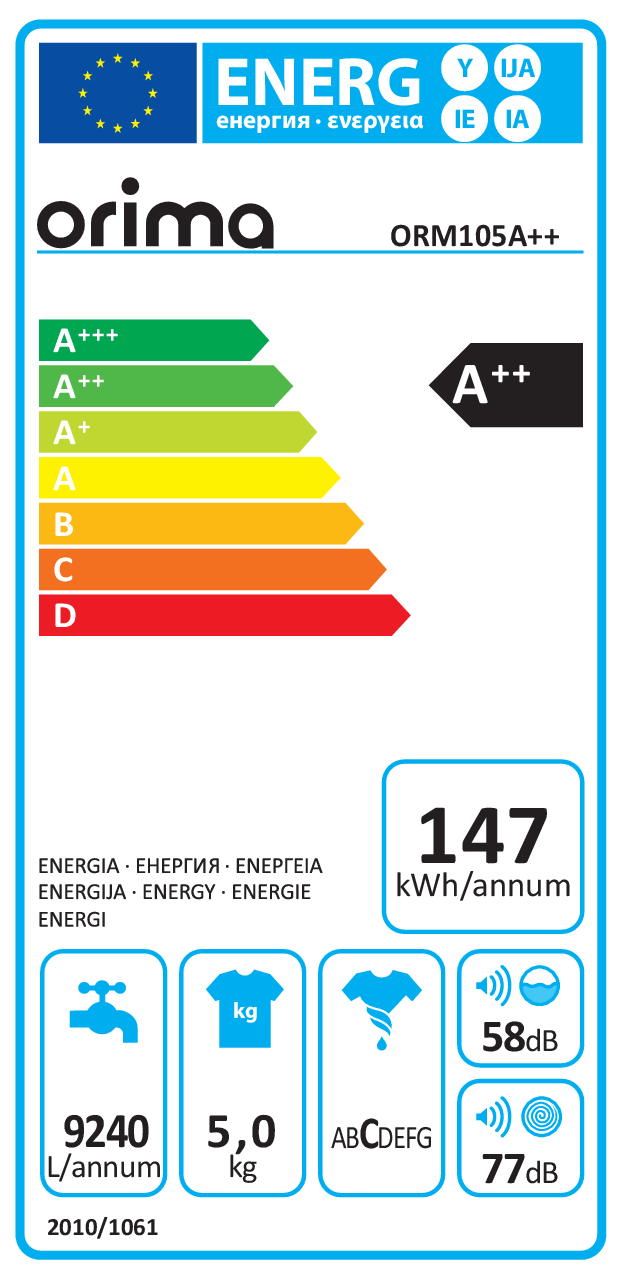 ENERG
енергия · ενεργεια
Y IJA
IE IA
orima
ORM105A++
A+++
A++
A++
A+
A
B
C
D
147
kWh/annum
ENERGIA · ЕНЕРГИЯ · ΕΝΕΡΓΕΙΑ
ENERGIJA · ENERGY · ENERGIE
ENERGI
kg
9240
L/annum
5,0
kg
ABCDEFG
58dB
77dB
2010/1061